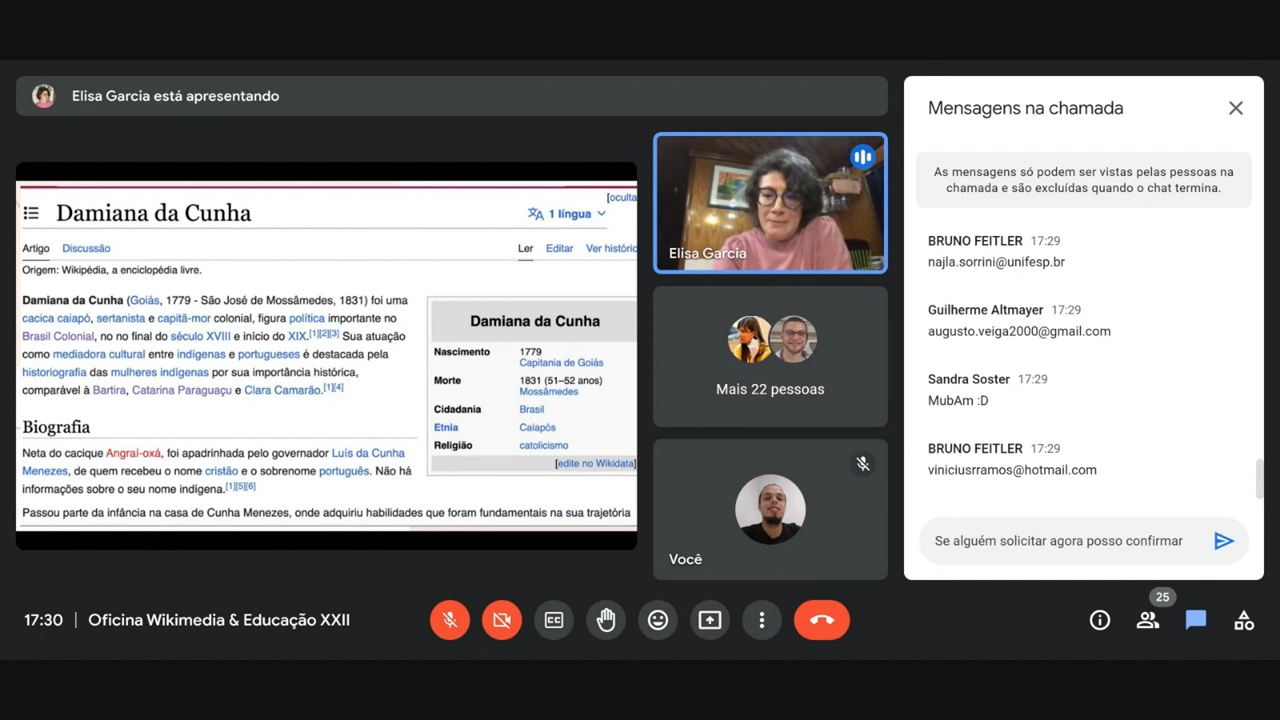 Elisa Garcia está apresentando
[oculta
Damiana da Cunha
1 língua
Artigo Discussão Ler Editar Ver históric
Origem: Wikipédia, a enciclopédia livre.
Damiana da Cunha (Goiás, 1779 - São José de Mossâmedes, 1831) foi uma
cacica caiapó, sertanista e capitã-mor colonial, figura política importante no
Brasil Colonial, no no final do século XVIII e início do XIX.[1][2][3] Sua atuação
como mediadora cultural entre indígenas e portugueses é destacada pela
historiografia das mulheres indígenas por sua importância histórica,
comparável à Bartira, Catarina Paraguaçu e Clara Camarão.[1][4]
Biografia
Neta do cacique Angraí-oxá, foi apadrinhada pelo governador Luís da Cunha
Menezes, de quem recebeu o nome cristão e o sobrenome português. Não há
informações sobre o seu nome indígena.[1][5][6]
Passou parte da infância na casa de Cunha Menezes, onde adquiriu habilidades que foram fundamentais na sua trajetória
Damiana da Cunha
Nascimento 1779
Capitania de Goiás
Morte 1831 (51–52 anos)
Mossâmedes
Cidadania Brasil
Etnia Caiapós
Religião catolicismo
[edite no Wikidata]
Elisa Garcia
Mais 22 pessoas
Você
Mensagens na chamada
As mensagens só podem ser vistas pelas pessoas na
chamada e são excluídas quando o chat termina.
BRUNO FEITLER 17:29
najla.sorrini@unifesp.br
Guilherme Altmayer 17:29
augusto.veiga2000@gmail.com
Sandra Soster 17:29
MubAm :D
BRUNO FEITLER 17:29
viniciusrramos@hotmail.com
Se alguém solicitar agora posso confirmar
17:30 | Oficina Wikimedia & Educação XXII
CC
25